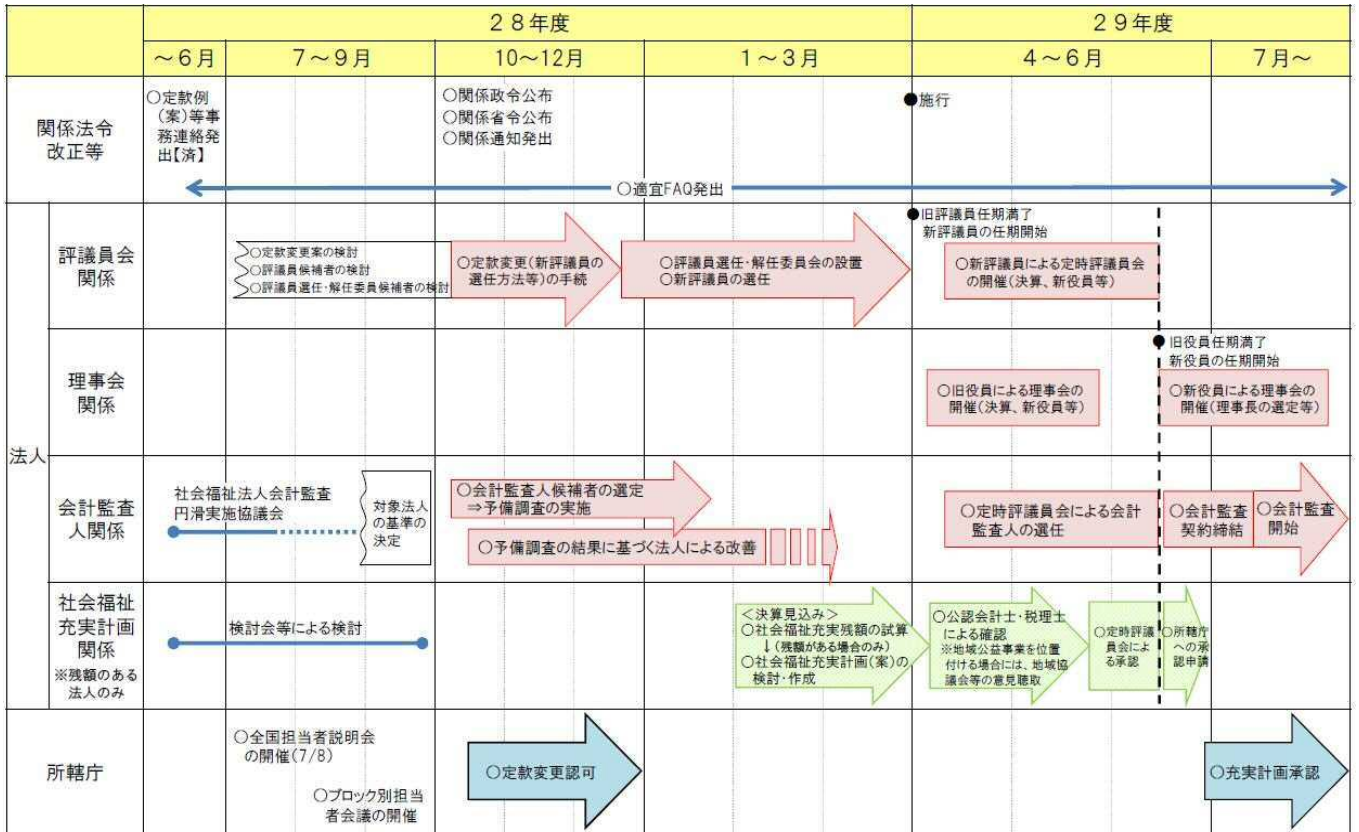 ２８年度
２９年度
～６月
７～９月
10～12月
１～３月
４～６月
７月～
関係法令
改正等
○定款例
（案）等事
務連絡発
出【済】
○関係政令公布
○関係省令公布
○関係通知発出
●施行
○適宜FAQ発出
法人
評議員会
関係
○定款変更案の検討
○評議員候補者の検討
○評議員選任・解任委員候補者の検討
○定款変更（新評議員の
選任方法等）の手続
○評議員選任・解任委員会の設置
○新評議員の選任
●旧評議員任期満了
新評議員の任期開始
○新評議員による定時評議員会
の開催（決算、新役員等）
理事会
関係
○旧役員による理事会の
開催（決算、新役員等）
● 旧役員任期満了
新役員の任期開始
○新役員による理事会の
開催（理事長の選定等）
会計監査
人関係
社会福祉法人会計監査
円滑実施協議会
対象法人
の基準の
決定
○会計監査人候補者の選定
⇒予備調査の実施
○予備調査の結果に基づく法人による改善
○定時評議員会による会計
監査人の選任
○会計監査
契約締結
○会計監査
開始
社会福祉
充実計画
関係
※残額のある
法人のみ
検討会等による検討
＜決算見込み＞
○社会福祉充実残額の試算
↓（残額がある場合のみ）
○社会福祉充実計画（案）の
検討・作成
○公認会計士・税理士
による確認
※地域公益事業を位置
付ける場合には、地域協
議会等の意見聴取
○定時評議
員会によ
る承認
○所轄庁
への承
認申請
所轄庁
○全国担当者説明会
の開催（7/8）
○ブロック別担当
者会議の開催
○定款変更認可
○充実計画承認